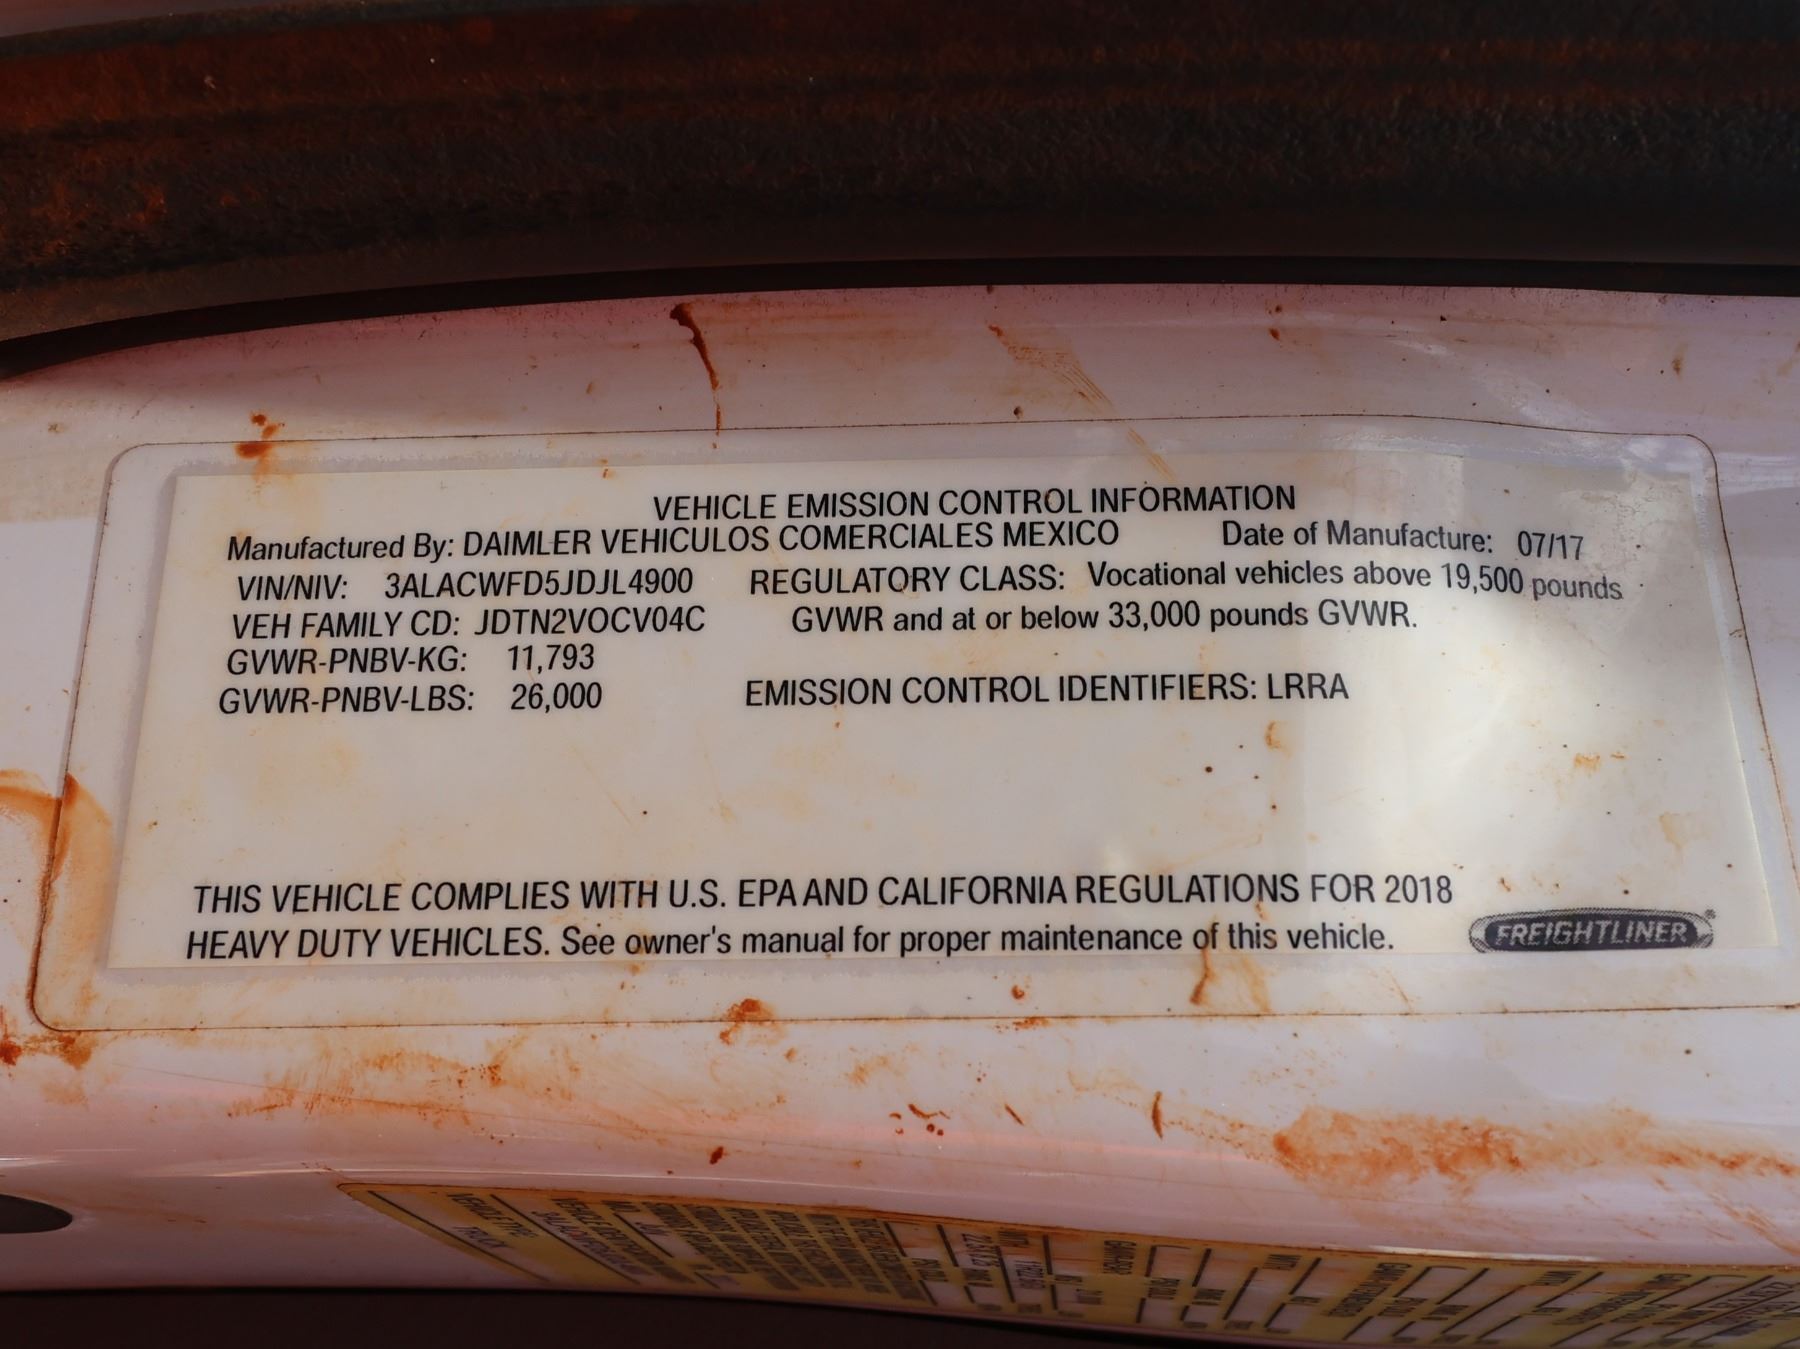 VEHICLE EMISSION CONTROL INFORMATION
Manufactured By: DAIMLER VEHICULOS COMERCIALES MEXICO Date of Manufacture: 07/17
VIN/NIV: 3ALACWFD5JDJL4900 REGULATORY CLASS: Vocational vehicles above 19,500 pounds
VEH FAMILY CD: JDTN2VOCV04C GVWR and at or below 33,000 pounds GVWR.
GVWR-PNBV-KG: 11,793
GVWR-PNBV-LBS: 26,000 EMISSION CONTROL IDENTIFIERS: LRRA
THIS VEHICLE COMPLIES WITH U.S. EPA AND CALIFORNIA REGULATIONS FOR 2018
HEAVY DUTY VEHICLES. See owner's manual for proper maintenance of this vehicle.
FREIGHTLINER®
VEHICLE TYPE:
TRUCK